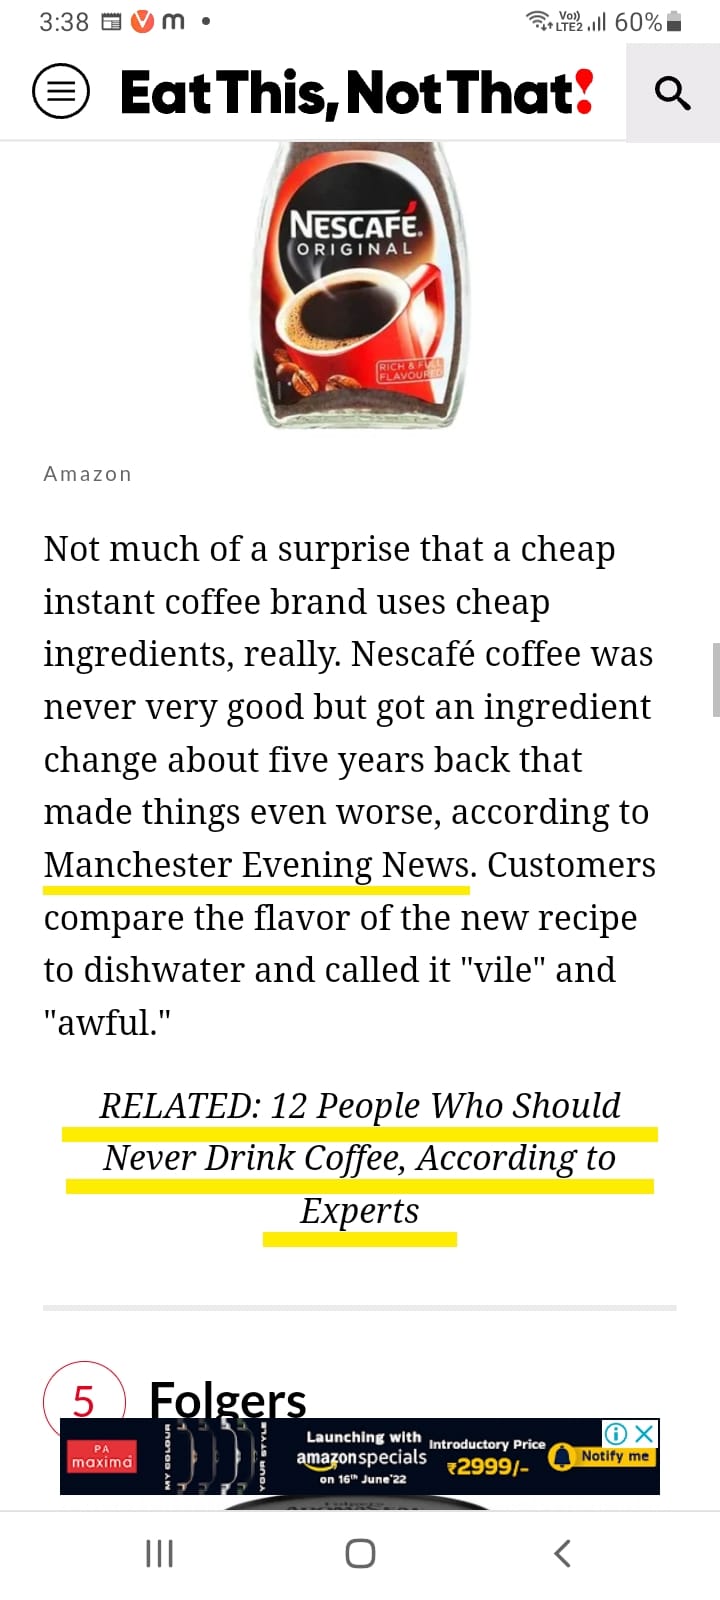 3:38 m • Vo)) LTE2 60%
Eat This, Not That!
NESCAFÉ.
ORIGINAL
RICH & FULL
FLAVOURED
Amazon
Not much of a surprise that a cheap
instant coffee brand uses cheap
ingredients, really. Nescafé coffee was
never very good but got an ingredient
change about five years back that
made things even worse, according to
Manchester Evening News. Customers
compare the flavor of the new recipe
to dishwater and called it "vile" and
"awful."
RELATED: 12 People Who Should
Never Drink Coffee, According to
Experts
5 Folgers
PA
maxima
MY COLOUR
YOUR STYLE
Launching with
amazonspecials
on 16th June'22
Introductory Price
₹2999/-
Notify me